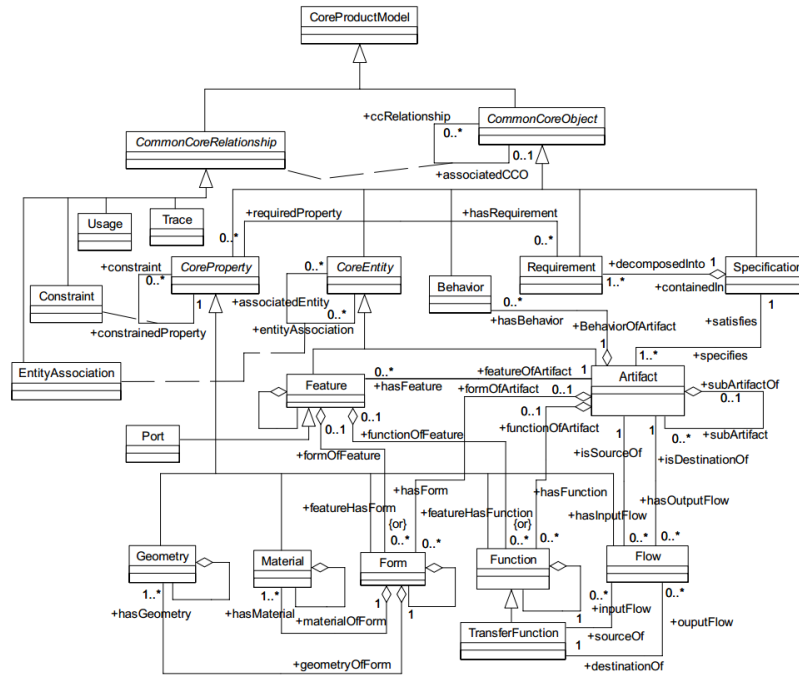 CoreProductModel
+ccRelationship
CommonCoreObject
0..*
CommonCoreRelationship
0..1
+associatedCCO
Usage
Trace
+requiredProperty
+hasRequirement
0..*
0..*
+constraint
CoreProperty
0..*
CoreEntity
Requirement
+decomposedInto
1
Specification
0..*
Behavior
1..*
+containedIn
1
Constraint
1
+associatedEntity
0..*
0..*
+hasBehavior
+BehaviorOfArtifact
+satisfies
+constrainedProperty
+entityAssociation
1
1..*
+specifies
EntityAssociation
0..*
+featureOfArtifact
1
Artifact
Feature
+hasFeature
+formOfArtifact
0..1
+subArtifactOf
0..1
0..1
0..1
0..1
+functionOfArtifact
1
1
0..*
+subArtifact
Port
+functionOfFeature
+formOfFeature
+isSourceOf
+isDestinationOf
+hasForm
+hasFunction
+hasOutputFlow
+featureHasForm
+featureHasFunction
+hasInputFlow
{or}
{or}
0..*
0..*
0..*
0..*
0..*
0..*
Geometry
Material
Form
Function
Flow
1..*
1..*
0..*
0..*
+hasGeometry
+hasMaterial
1
1
1
+inputFlow
+materialOfForm
TransferFunction
1
+sourceOf
+ouputFlow
+geometryOfForm
+destinationOf